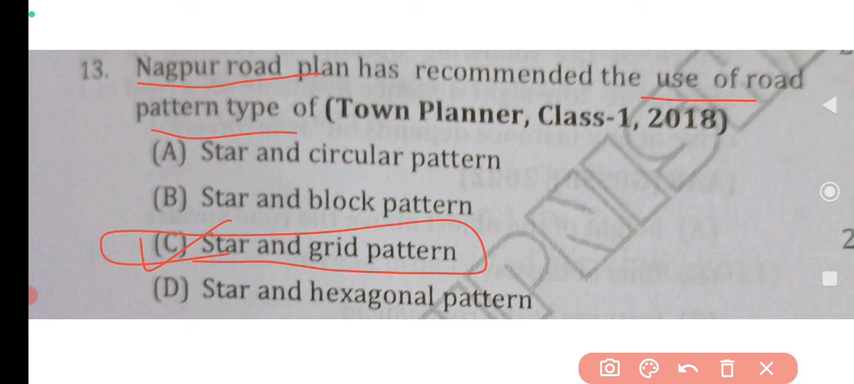 13. Nagpur road plan has recommended the use of road
pattern type of (Town Planner, Class-1, 2018)
(A) Star and circular pattern
(B) Star and block pattern
(C) Star and grid pattern
2
(D) Star and hexagonal pattern